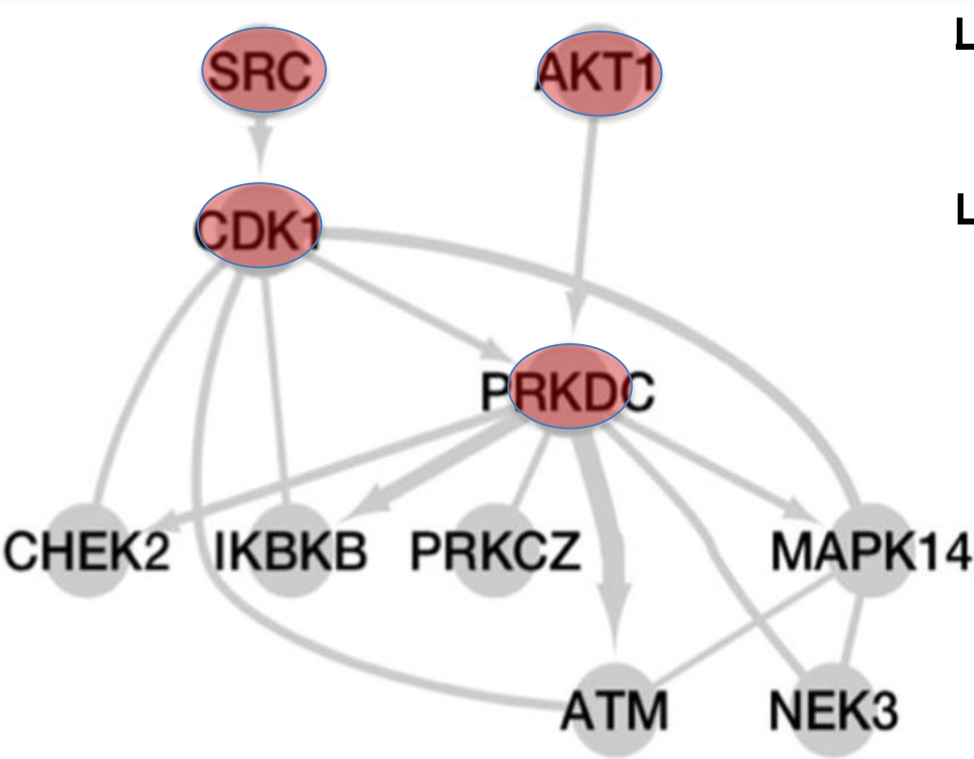 SRC AKT1 L
CDK1 L
PRKDC
CHEK2 IKBKB PRKCZ MAPK14
ATM NEK3